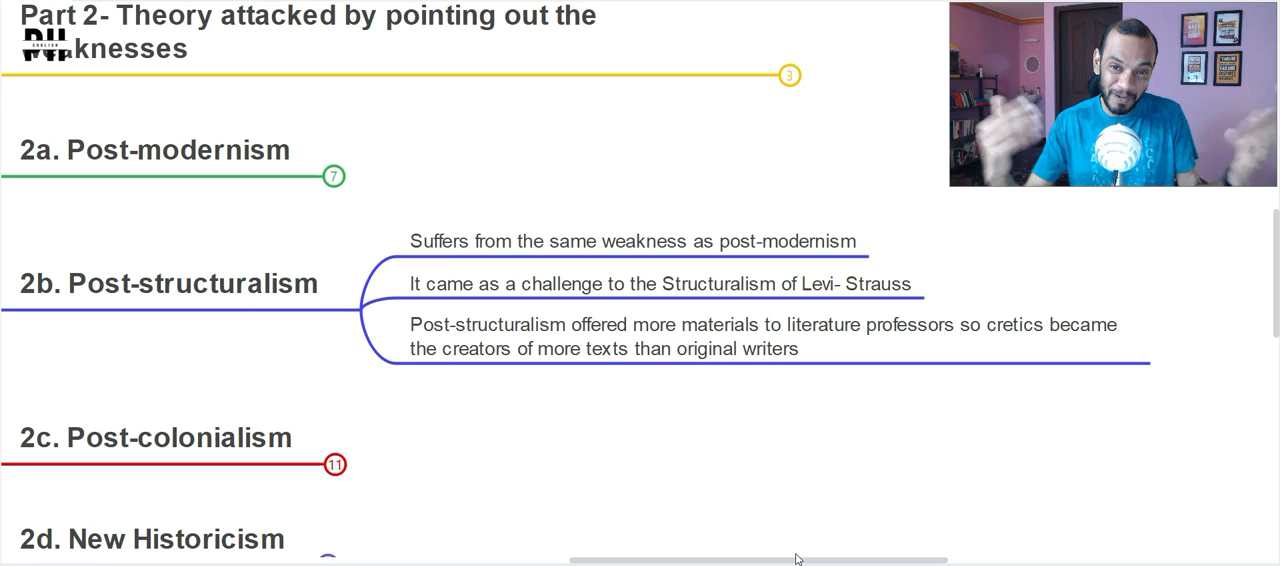 Part 2- Theory attacked by pointing out the
knesses
ENGLISH
3
2a. Post-modernism
7
Suffers from the same weakness as post-modernism
2b. Post-structuralism
It came as a challenge to the Structuralism of Levi- Strauss
Post-structuralism offered more materials to literature professors so cretics became
the creators of more texts than original writers
2c. Post-colonialism
11
2d. New Historicism